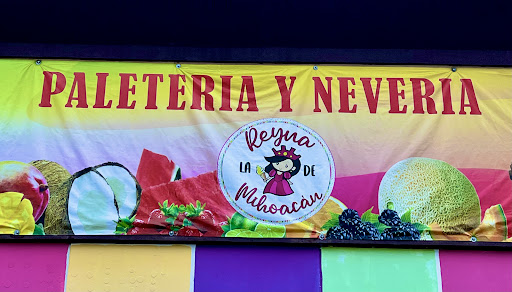 PALETERIA Y NEVERIA
Reyna
LA DE
Mihoacán